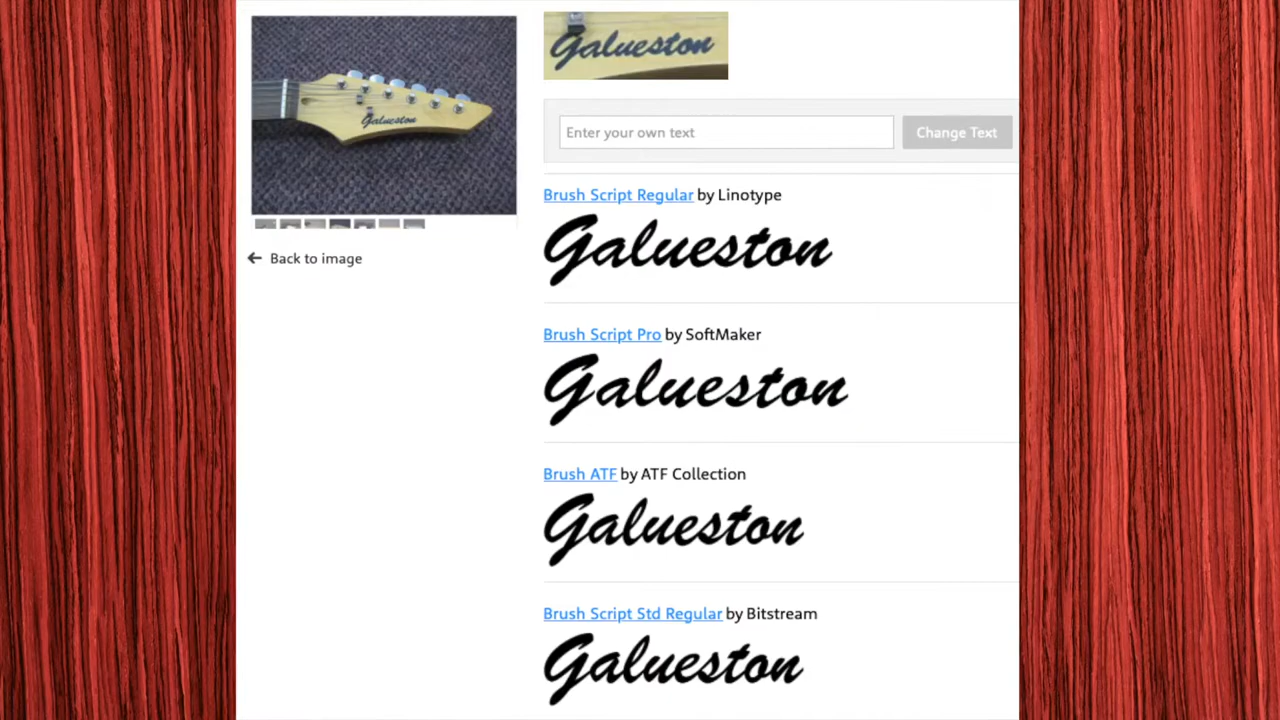 Galueston
Galueston
Enter your own text
Change Text
Back to image
Brush Script Regular by Linotype
Galueston
Brush Script Pro by SoftMaker
Galueston
Brush ATF by ATF Collection
Galueston
Brush Script Std Regular by Bitstream
Galueston